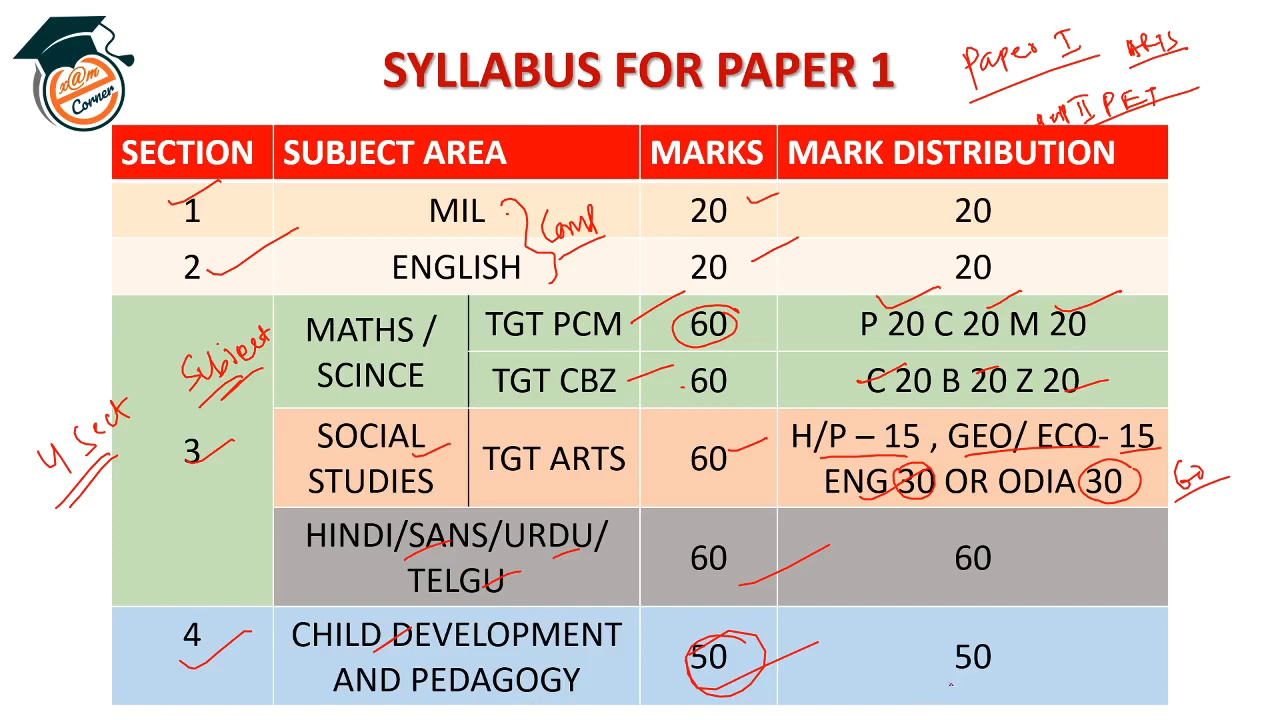 x@m
Corner
SYLLABUS FOR PAPER 1
Paper I ARTS
II PET
SECTION SUBJECT AREA MARKS MARK DISTRIBUTION
1 MIL 20 20
2 ENGLISH 20 20
MATHS /
SCINCE
TGT PCM 60 P 20 C 20 M 20
TGT CBZ 60 C 20 B 20 Z 20
Subject
4 Sect
3
SOCIAL
STUDIES
TGT ARTS 60
H/P – 15 , GEO/ ECO- 15
ENG 30 OR ODIA 30
60
HINDI/SANS/URDU/
TELGU
60 60
4
CHILD DEVELOPMENT
AND PEDAGOGY
50 50